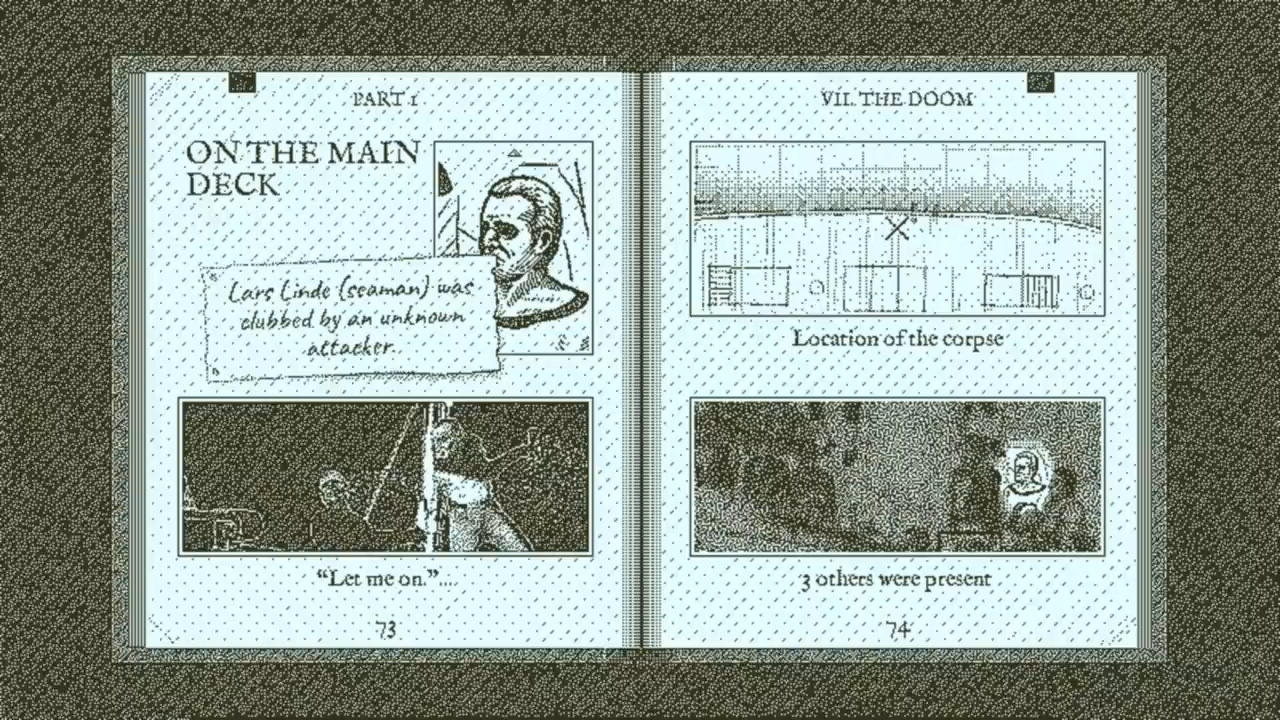 PART 1
ON THE MAIN
DECK
Lars Linde (seaman) was
clubbed by an unknown
attacker.
"Let me on."....
73
VII. THE DOOM
Location of the corpse
3 others were present
74